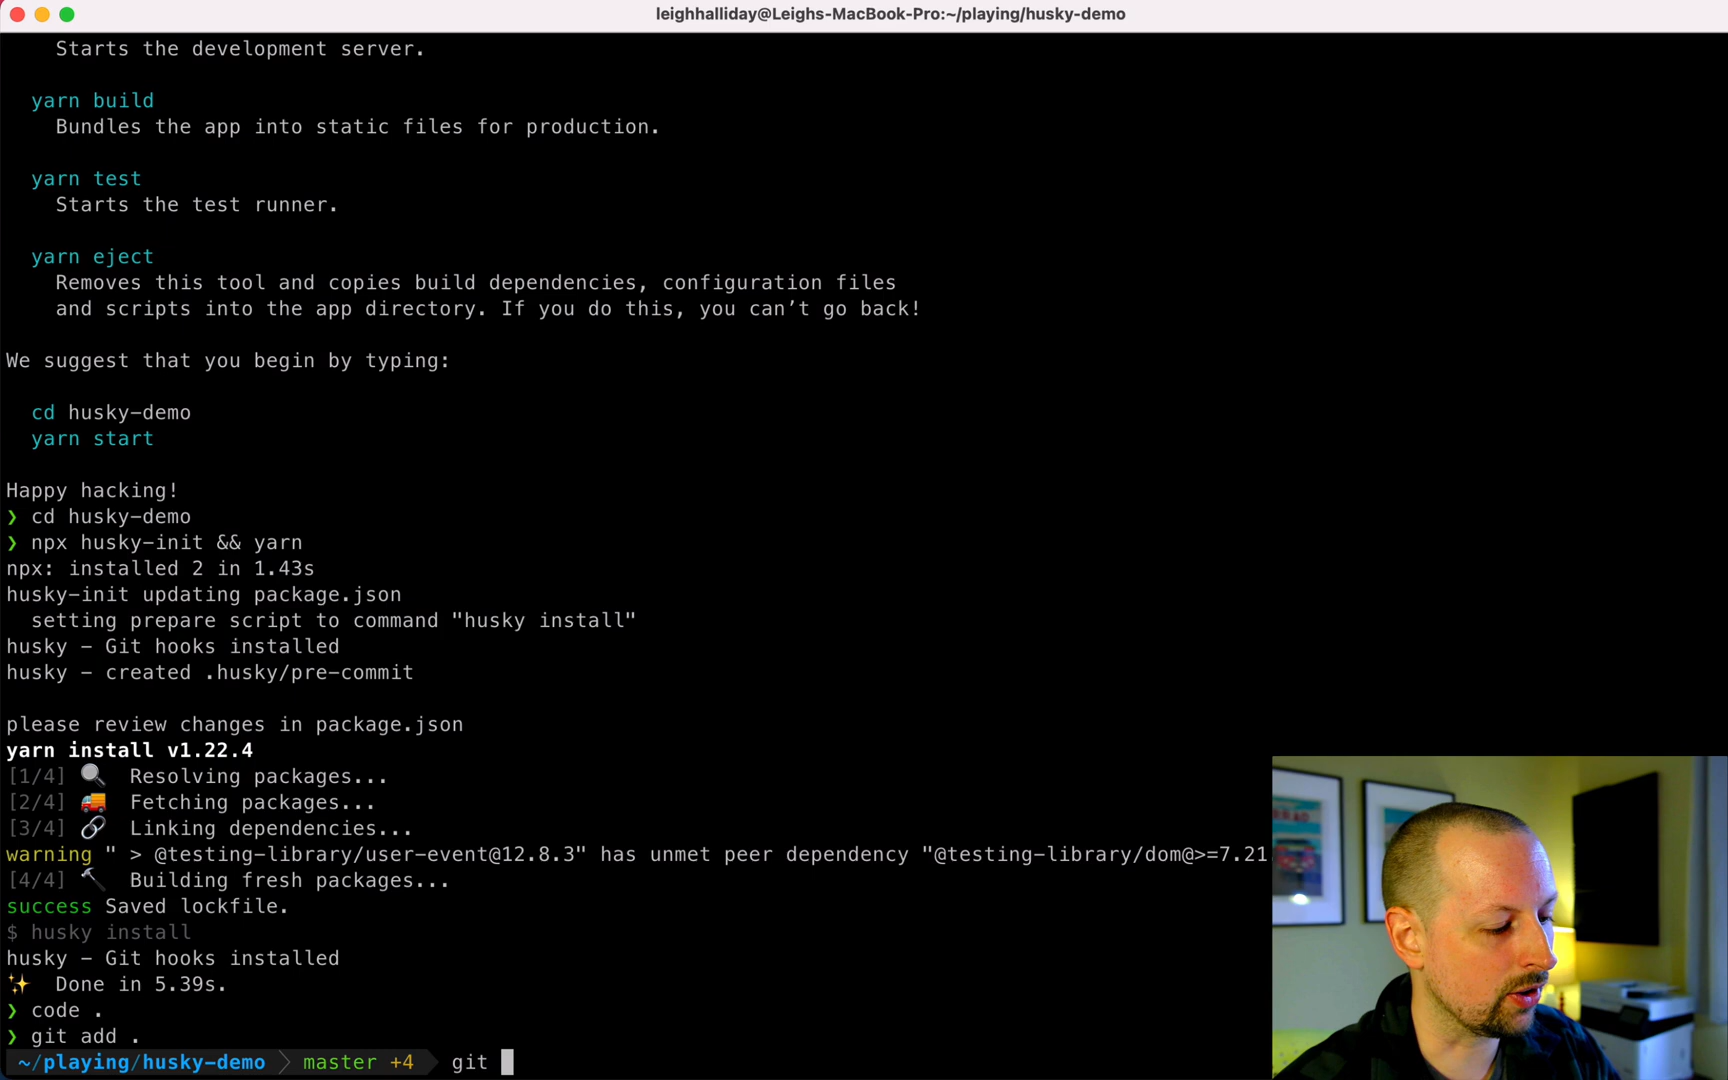 leighhalliday@Leighs-MacBook-Pro:~/playing/husky-demo
Starts the development server.
yarn build
Bundles the app into static files for production.
yarn test
Starts the test runner.
yarn eject
Removes this tool and copies build dependencies, configuration files
and scripts into the app directory. If you do this, you can’t go back!
We suggest that you begin by typing:
cd husky-demo
yarn start
Happy hacking!
❯ cd husky-demo
❯ npx husky-init && yarn
npx: installed 2 in 1.43s
husky-init updating package.json
setting prepare script to command "husky install"
husky - Git hooks installed
husky - created .husky/pre-commit
please review changes in package.json
yarn install v1.22.4
[1/4] 🔍 Resolving packages...
[2/4] 🚚 Fetching packages...
[3/4] 🔗 Linking dependencies...
warning " > @testing-library/user-event@12.8.3" has unmet peer dependency "@testing-library/dom@>=7.21
[4/4] 🔨 Building fresh packages...
success Saved lockfile.
$ husky install
husky - Git hooks installed
✨ Done in 5.39s.
❯ code .
❯ git add .
~/playing/husky-demo master +4 git